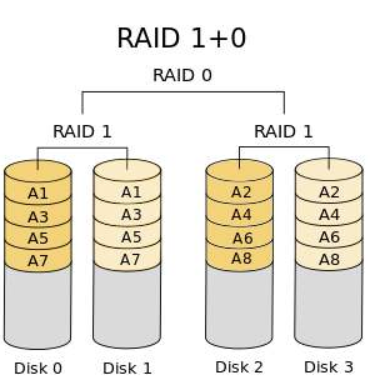 RAID 1+0
RAID 0
RAID 1 RAID 1
A1 A1 A2 A2
A3 A3 A4 A4
A5 A5 A6 A6
A7 A7 A8 A8
Disk 0 Disk 1 Disk 2 Disk 3